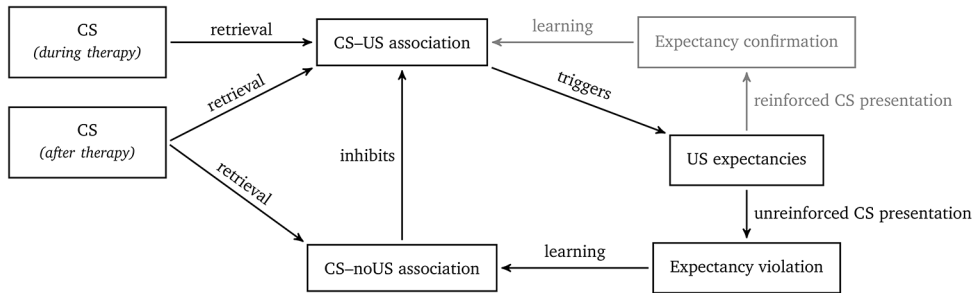 CS
(during therapy)
retrieval
CS–US association
learning
Expectancy confirmation
retrieval
triggers
reinforced CS presentation
CS
(after therapy)
inhibits
US expectancies
retrieval
unreinforced CS presentation
CS–noUS association
learning
Expectancy violation